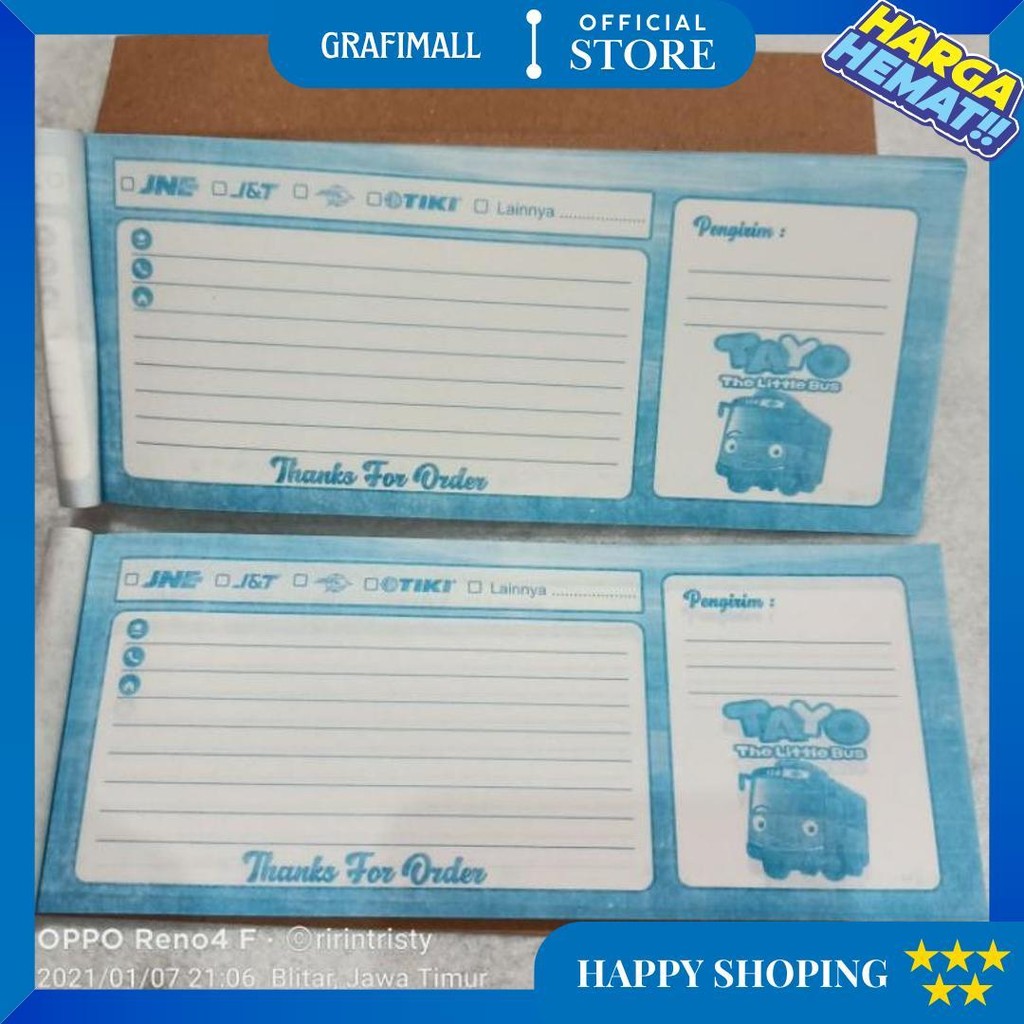 GRAFIMALL
OFFICIAL
STORE
HARGA
HEMAT!!
JNE J&T TIKI Lainnya ....................
Pengirim :
TAYO
The Little Bus
Thanks For Order
JNE J&T TIKI Lainnya ....................
Pengirim :
TAYO
The Little Bus
Thanks For Order
OPPO Reno4 F · ©ririntristy
2021/01/07 21:06 Blitar, Jawa Timur
HAPPY SHOPING